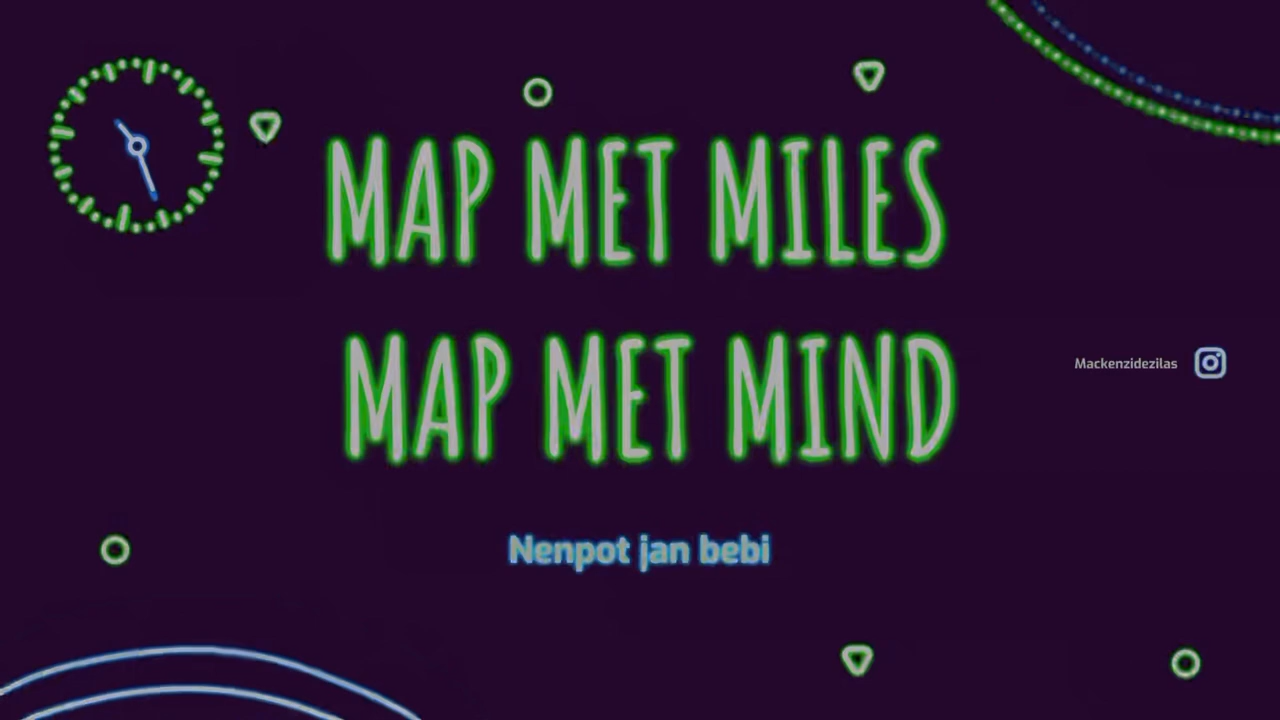 MAP MET MILES
MAP MET MIND
Mackenzidezilas
Nenpot jan bebi